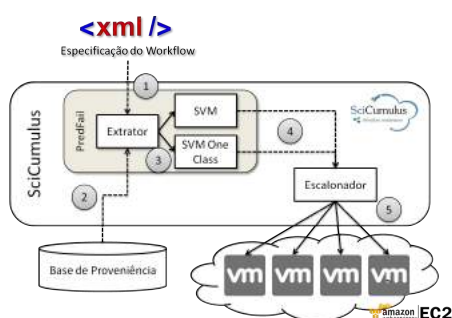 <xml />
Especificação do Workflow
1
SciCumulus
PredFail
Extrator
SVM
SVM One
Class
2
3
4
SciCumulus
Escalonador
5
Base de Proveniência
vm
vm
vm
vm
amazon
EC2